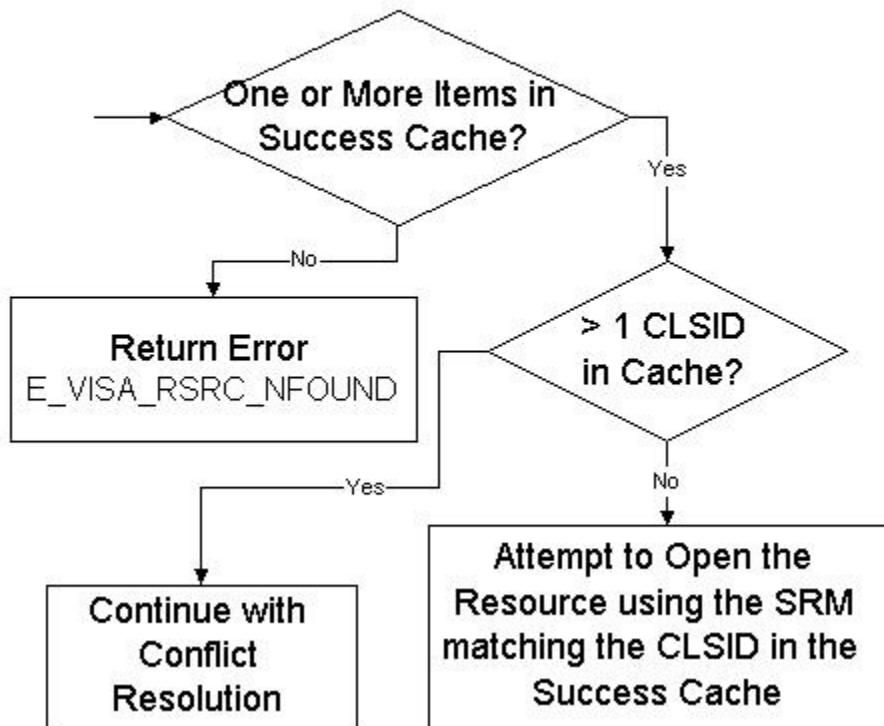 One or More Items in
Success Cache?
Yes
No
Return Error
E_VISA_RSRC_NFOUND
> 1 CLSID
in Cache?
Yes
No
Continue with
Conflict
Resolution
Attempt to Open the
Resource using the SRM
matching the CLSID in the
Success Cache